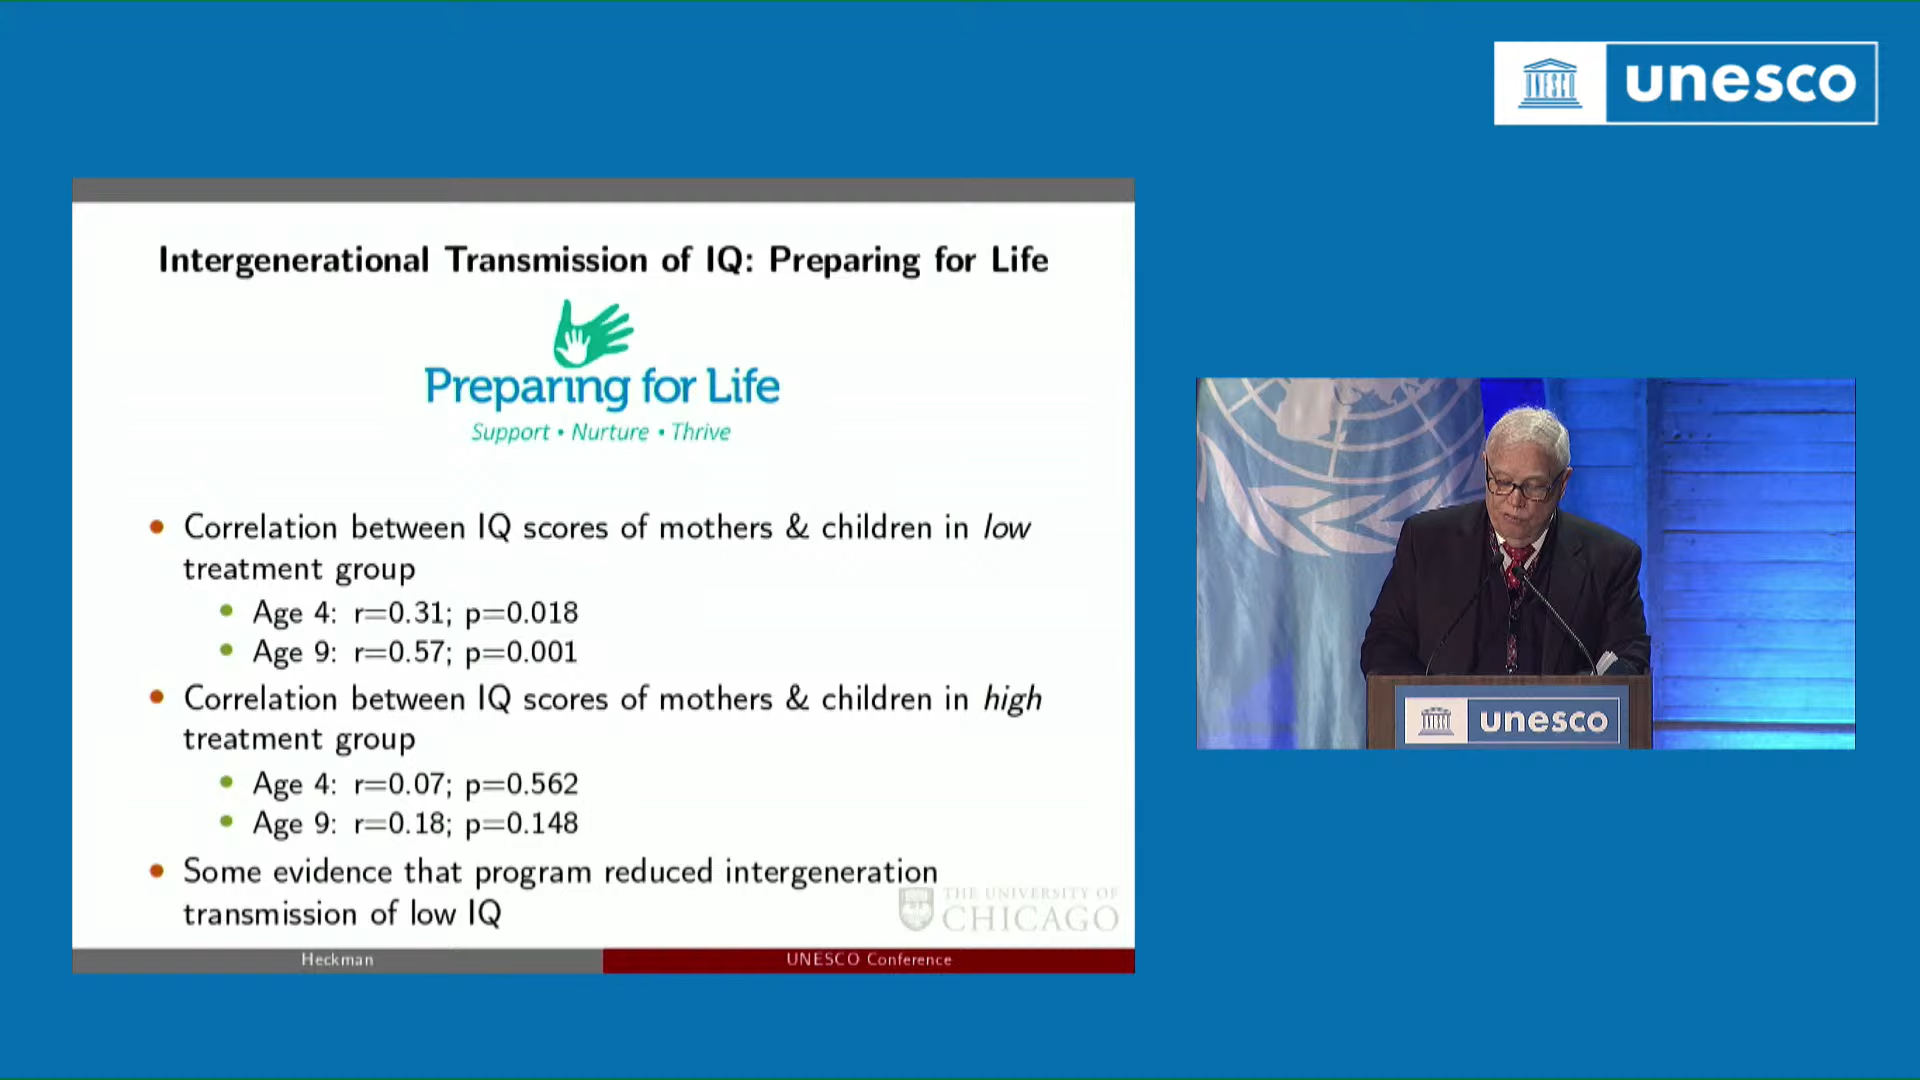 UNESCO
unesco
Intergenerational Transmission of IQ: Preparing for Life
Preparing for Life
Support • Nurture • Thrive
• Correlation between IQ scores of mothers & children in low
treatment group
• Age 4: r=0.31; p=0.018
• Age 9: r=0.57; p=0.001
• Correlation between IQ scores of mothers & children in high
treatment group
• Age 4: r=0.07; p=0.562
• Age 9: r=0.18; p=0.148
• Some evidence that program reduced intergeneration
transmission of low IQ
THE UNIVERSITY OF
CHICAGO
Heckman
UNESCO Conference
unesco